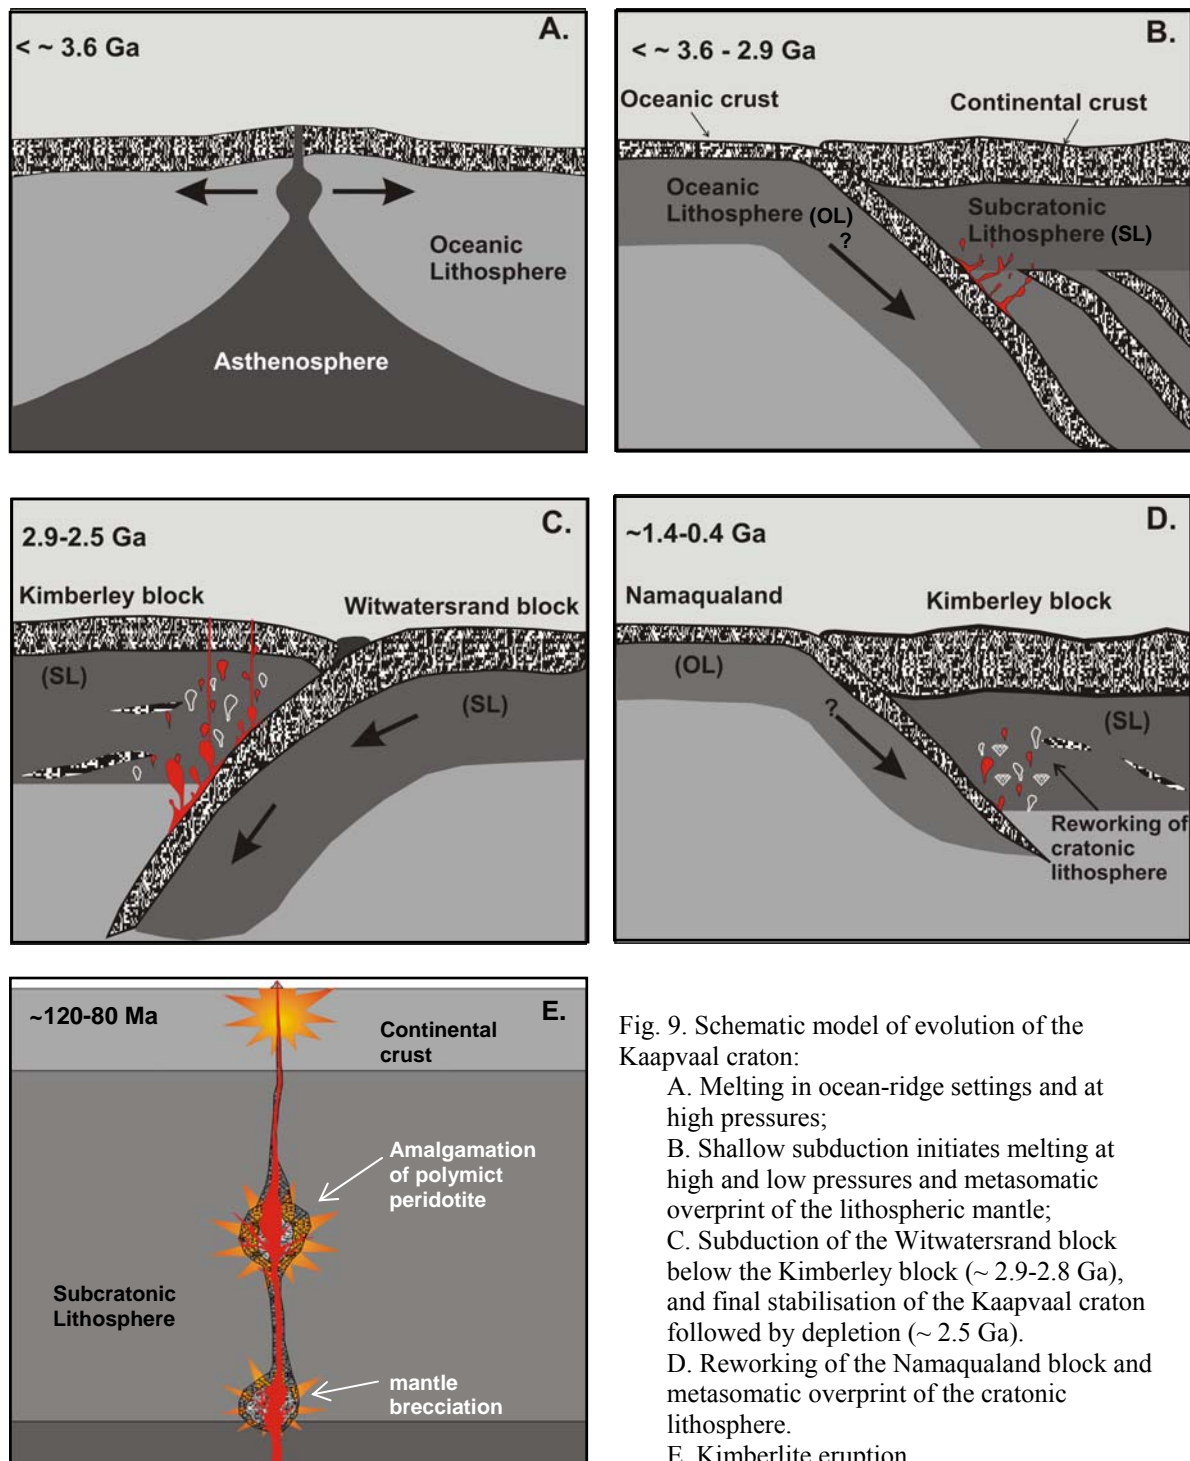 A.
< ~ 3.6 Ga
Oceanic
Lithosphere
Asthenosphere
B.
< ~ 3.6 - 2.9 Ga
Oceanic crust
Continental crust
Oceanic
Lithosphere (OL)
?
Subcratonic
Lithosphere (SL)
C.
2.9-2.5 Ga
Kimberley block
Witwatersrand block
(SL)
(SL)
D.
~1.4-0.4 Ga
Namaqualand
Kimberley block
(OL)
(SL)
?
Reworking of
cratonic
lithosphere
E.
~120-80 Ma
Continental
crust
Amalgamation
of polymict
peridotite
Subcratonic
Lithosphere
mantle
brecciation
Fig. 9. Schematic model of evolution of the
Kaapvaal craton:
A. Melting in ocean-ridge settings and at
high pressures;
B. Shallow subduction initiates melting at
high and low pressures and metasomatic
overprint of the lithospheric mantle;
C. Subduction of the Witwatersrand block
below the Kimberley block (~ 2.9-2.8 Ga),
and final stabilisation of the Kaapvaal craton
followed by depletion (~ 2.5 Ga).
D. Reworking of the Namaqualand block and
metasomatic overprint of the cratonic
lithosphere.
E. Kimberlite eruption